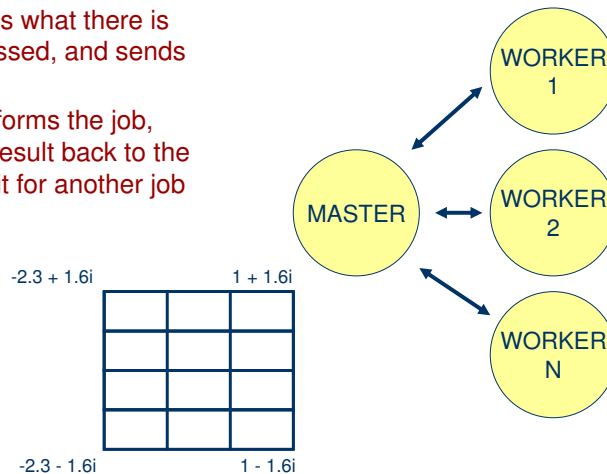 s what there is
ssed, and sends
forms the job,
esult back to the
it for another job
WORKER
1
MASTER
WORKER
2
WORKER
N
-2.3 + 1.6i 1 + 1.6i
-2.3 - 1.6i 1 - 1.6i